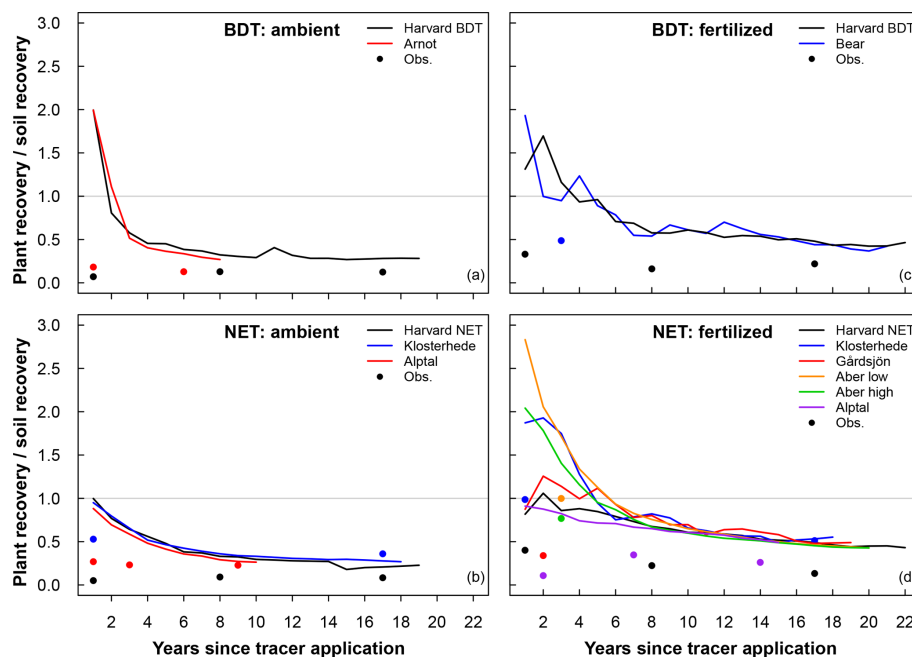 BDT: ambient
Harvard BDT
Arnot
Obs.
3.0
2.5
2.0
1.5
1.0
0.5
0.0
Plant recovery / soil recovery
(a)
BDT: fertilized
Harvard BDT
Bear
Obs.
(c)
NET: ambient
Harvard NET
Klosterhede
Alptal
Obs.
3.0
2.5
2.0
1.5
1.0
0.5
0.0
Plant recovery / soil recovery
(b)
2 4 6 8 10 12 14 16 18 20 22
Years since tracer application
NET: fertilized
Harvard NET
Klosterhede
Gårdsjön
Aber low
Aber high
Alptal
Obs.
(d)
2 4 6 8 10 12 14 16 18 20 22
Years since tracer application